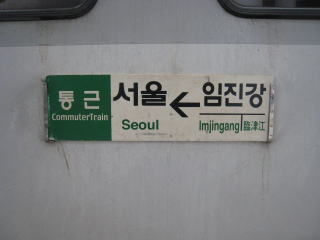 통근
CommuterTrain
서울 ← 임진강
Seoul
Imjingang 臨津江